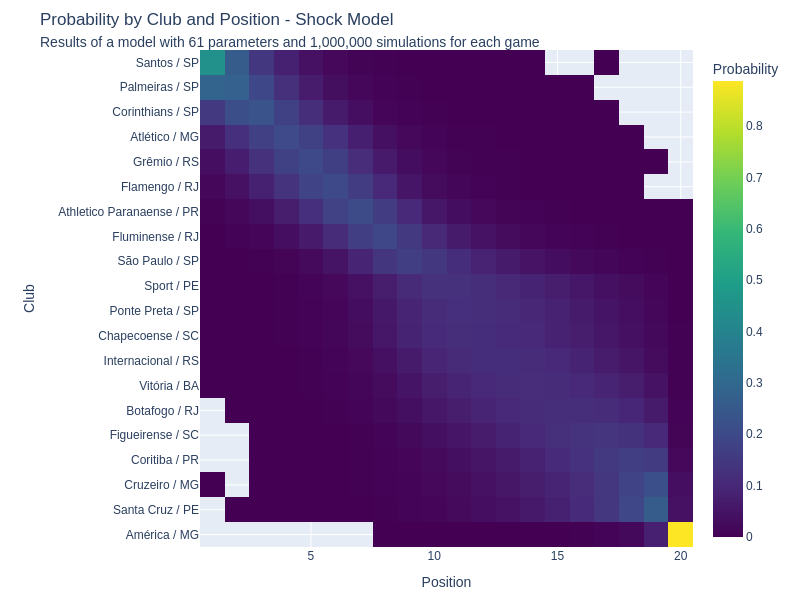 Probability by Club and Position - Shock Model
Results of a model with 61 parameters and 1,000,000 simulations for each game
Probability
Santos / SP
Palmeiras / SP
Corinthians / SP
Atlético / MG
Grêmio / RS
Flamengo / RJ
Athletico Paranaense / PR
Fluminense / RJ
São Paulo / SP
Sport / PE
Ponte Preta / SP
Chapecoense / SC
Internacional / RS
Vitória / BA
Botafogo / RJ
Figueirense / SC
Coritiba / PR
Cruzeiro / MG
Santa Cruz / PE
América / MG
Club
5
10
15
20
Position
0.8
0.7
0.6
0.5
0.4
0.3
0.2
0.1
0